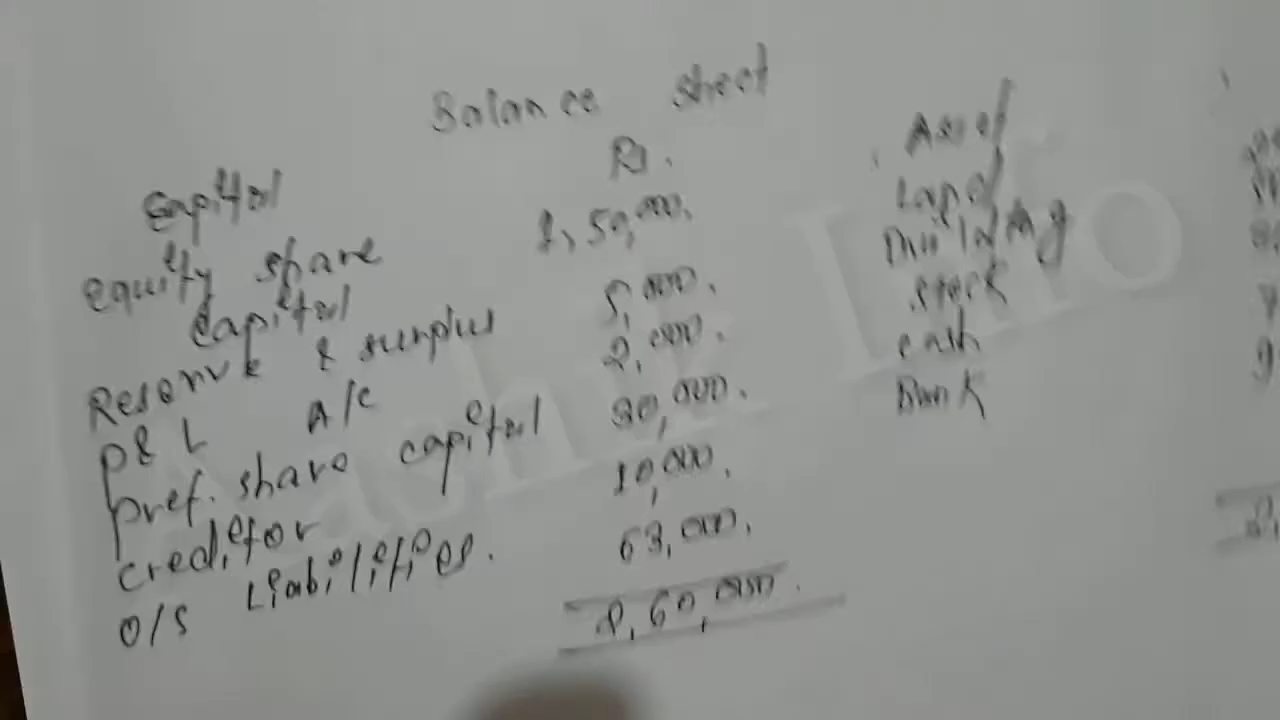 Balance sheet
Capital Rs. Asset
equity share capital 1,50,000. Land
Building
Reserve & surplus 5,000. stock
P & L A/c 2,000. cash
pref. share capital 30,000. Bank
creditor 10,000.
o/s Liabilities. 63,000.
2,60,000.